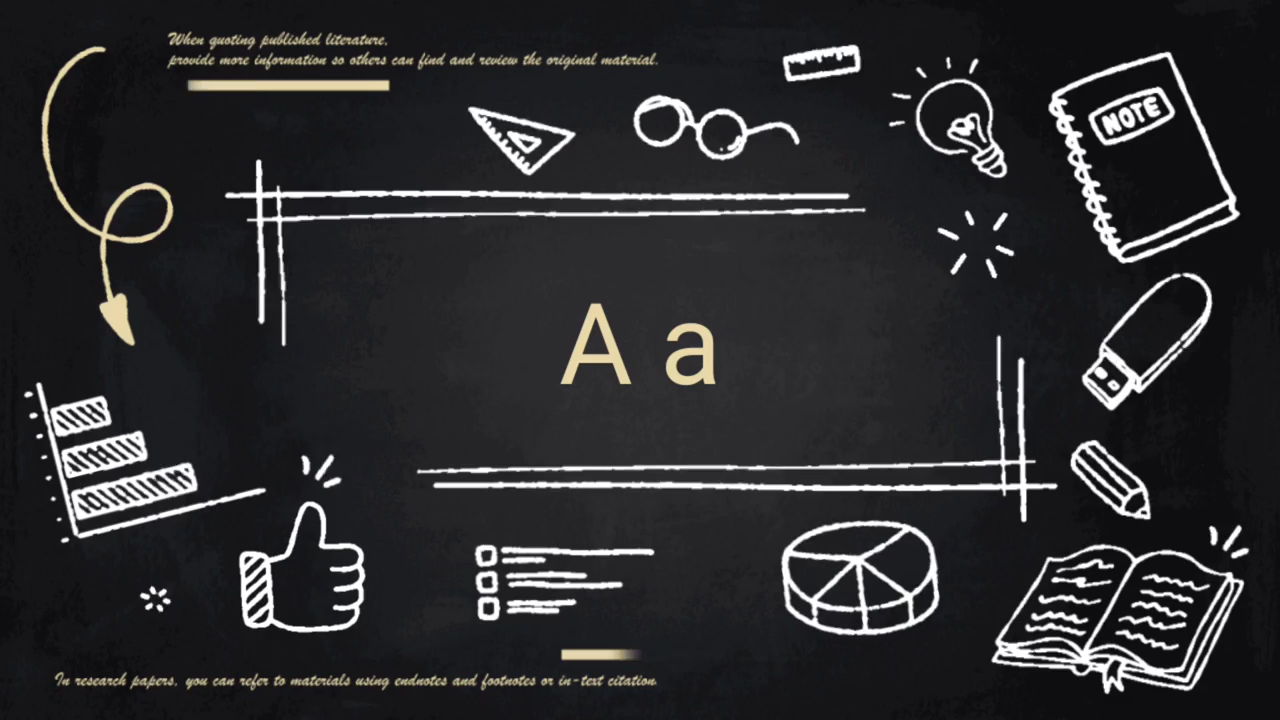 When quoting published literature,
provide more information so others can find and review the original material.
NOTE
A a
In research papers, you can refer to materials using endnotes and footnotes or in-text citation.